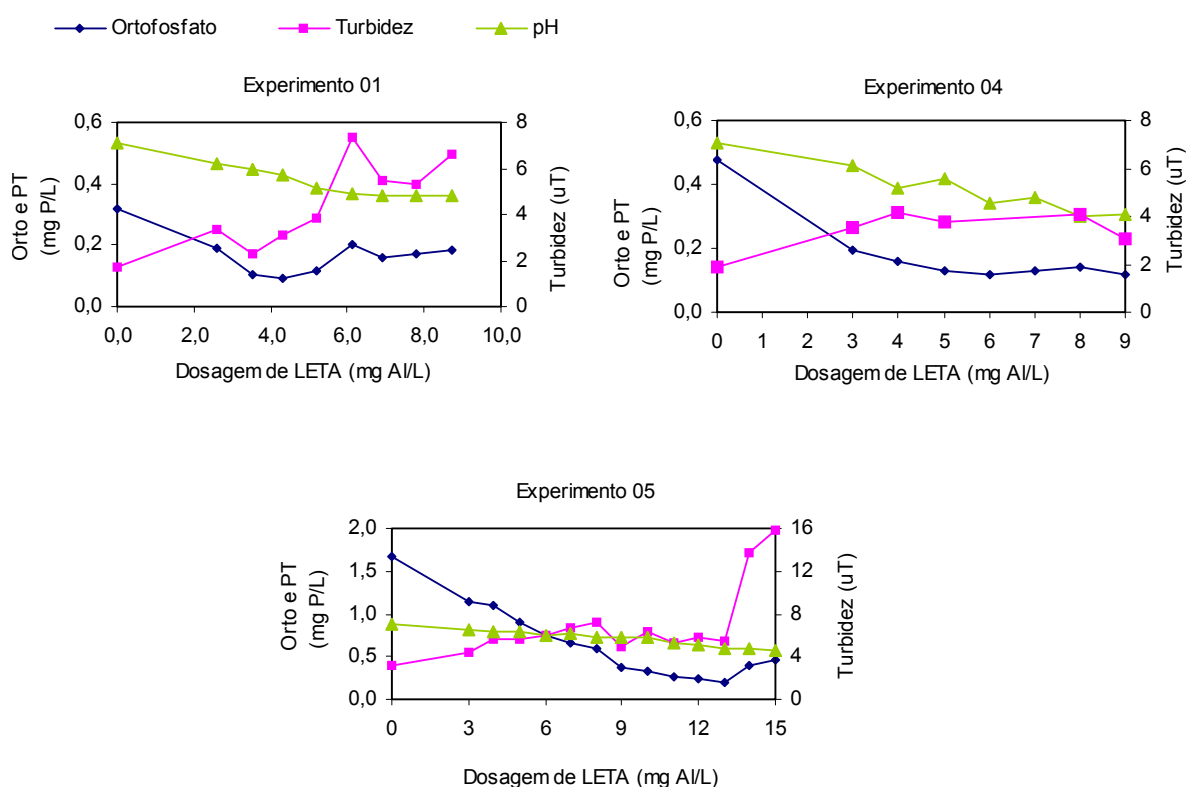 Ortofosfato Turbidez pH
Experimento 01
0,0
0,2
0,4
0,6
0,0 2,0 4,0 6,0 8,0 10,0
Dosagem de LETA (mg Al/L)
Orto e PT
(mg P/L)
0
2
4
6
8
Turbidez (uT)
Experimento 04
0,0
0,2
0,4
0,6
0 1 2 3 4 5 6 7 8 9
Dosagem de LETA (mg Al/L)
Orto e PT
(mg P/L)
0
2
4
6
8
Turbidez (uT)
Experimento 05
0,0
0,5
1,0
1,5
2,0
0 3 6 9 12 15
Dosagem de LETA (mg Al/L)
Orto e PT
(mg P/L)
0
4
8
12
16
Turbidez (uT)